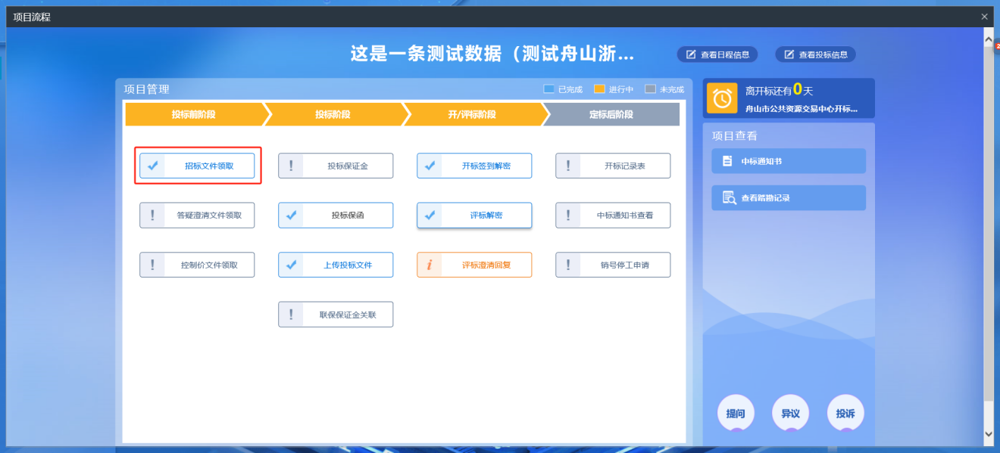 项目流程
这是一条测试数据（测试舟山浙...
查看日程信息
查看投标信息
项目管理
已完成
进行中
未完成
投标前阶段
投标阶段
开/评标阶段
定标后阶段
招标文件领取
投标保证金
开标签到解密
开标记录表
答疑澄清文件领取
投标保函
评标解密
中标通知书查看
控制价文件领取
上传投标文件
评标澄清回复
销号停工申请
联保保证金关联
离开标还有0天
舟山市公共资源交易中心开标...
项目查看
中标通知书
查看踏勘记录
提问
异议
投诉